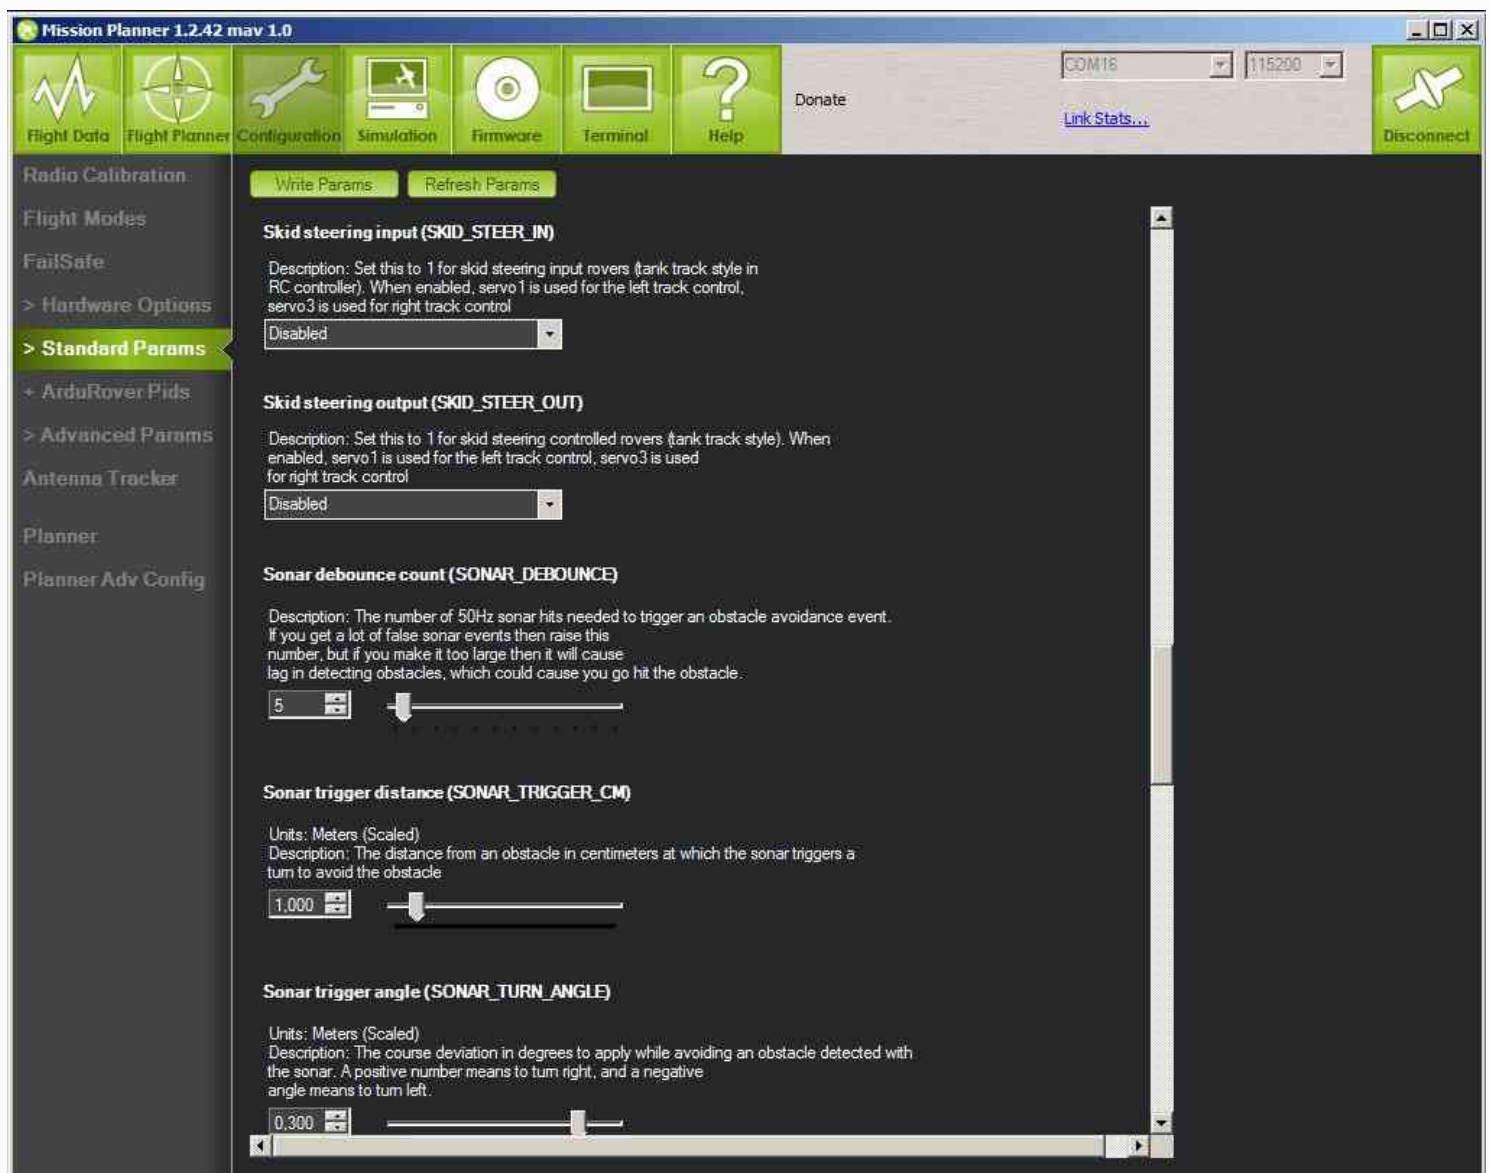 Mission Planner 1.2.42 mav 1.0
Flight Data
Flight Planner
Configuration
Simulation
Firmware
Terminal
Help
Donate
COM16
115200
Link Stats...
Disconnect
Radio Calibration
Flight Modes
FailSafe
> Hardware Options
> Standard Params
+ ArduRover Pids
> Advanced Params
Antenna Tracker
Planner
Planner Adv Config
Write Params
Refresh Params
Skid steering input (SKID_STEER_IN)
Description: Set this to 1 for skid steering input rovers (tank track style in
RC controller). When enabled, servo1 is used for the left track control,
servo3 is used for right track control
Disabled
Skid steering output (SKID_STEER_OUT)
Description: Set this to 1 for skid steering controlled rovers (tank track style). When
enabled, servo1 is used for the left track control, servo3 is used
for right track control
Disabled
Sonar debounce count (SONAR_DEBOUNCE)
Description: The number of 50Hz sonar hits needed to trigger an obstacle avoidance event.
If you get a lot of false sonar events then raise this
number, but if you make it too large then it will cause
lag in detecting obstacles, which could cause you go hit the obstacle.
5
Sonar trigger distance (SONAR_TRIGGER_CM)
Units: Meters (Scaled)
Description: The distance from an obstacle in centimeters at which the sonar triggers a
turn to avoid the obstacle
1,000
Sonar trigger angle (SONAR_TURN_ANGLE)
Units: Meters (Scaled)
Description: The course deviation in degrees to apply while avoiding an obstacle detected with
the sonar. A positive number means to turn right, and a negative
angle means to turn left.
0,300